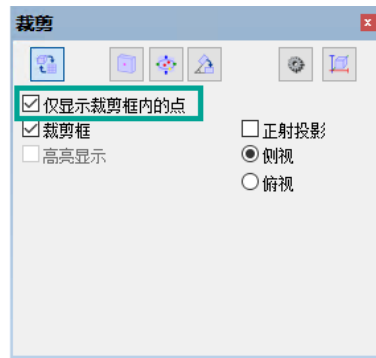 裁剪
仅显示裁剪框内的点
裁剪框
正射投影
高亮显示
侧视
俯视